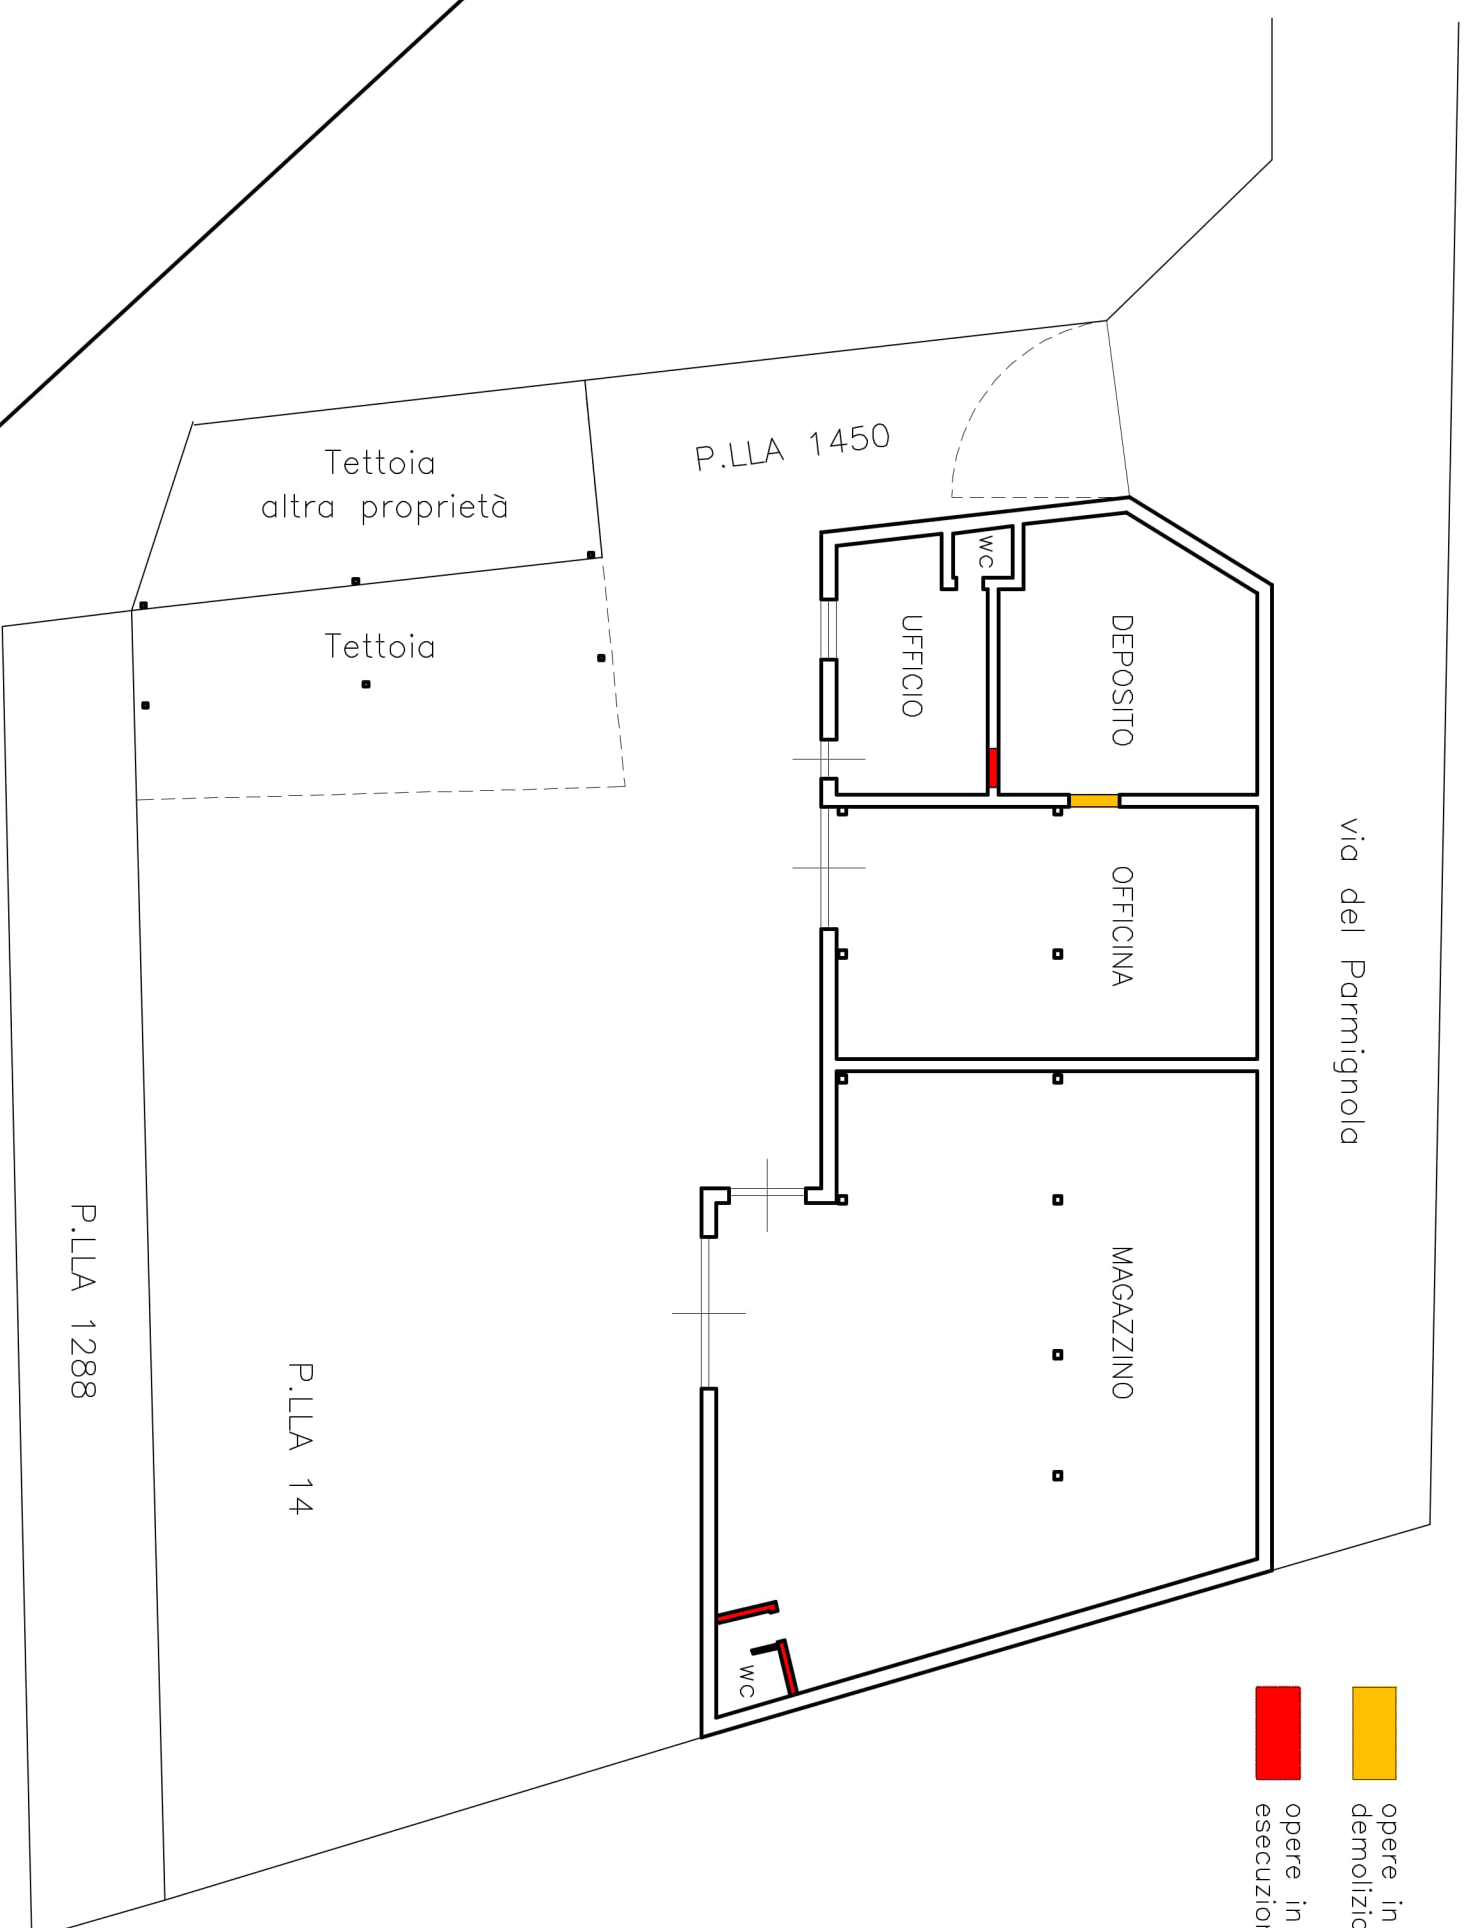 Tettoia
altra proprietà
Tettoia
P.LLA 1450
WC
UFFICIO
DEPOSITO
OFFICINA
MAGAZZINO
via del Parmignola
P.LLA 1288
P.LLA 14
WC
opere in
opere in